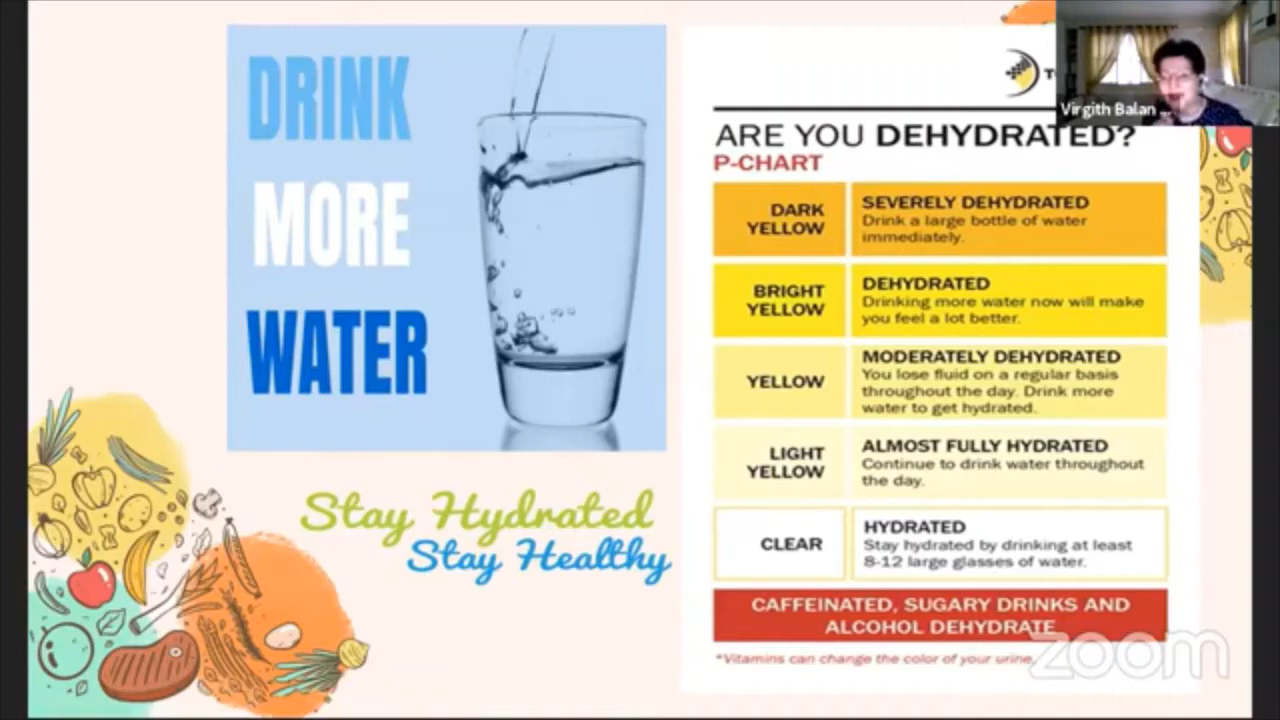 DRINK
MORE
WATER
Stay Hydrated
Stay Healthy
Virgith Balan
ARE YOU DEHYDRATED?
P-CHART
DARK
YELLOW
SEVERELY DEHYDRATED
Drink a large bottle of water
immediately.
BRIGHT
YELLOW
DEHYDRATED
Drinking more water now will make
you feel a lot better.
YELLOW
MODERATELY DEHYDRATED
You lose fluid on a regular basis
throughout the day. Drink more
water to get hydrated.
LIGHT
YELLOW
ALMOST FULLY HYDRATED
Continue to drink water throughout
the day.
CLEAR
HYDRATED
Stay hydrated by drinking at least
8-12 large glasses of water.
CAFFEINATED, SUGARY DRINKS AND
ALCOHOL DEHYDRATE
*Vitamins can change the color of your urine.
zoom